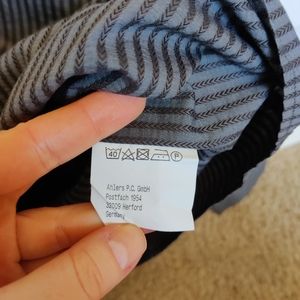 40 P
Ahlers P.C. GmbH
Postfach 1954
32009 Herford
Germany